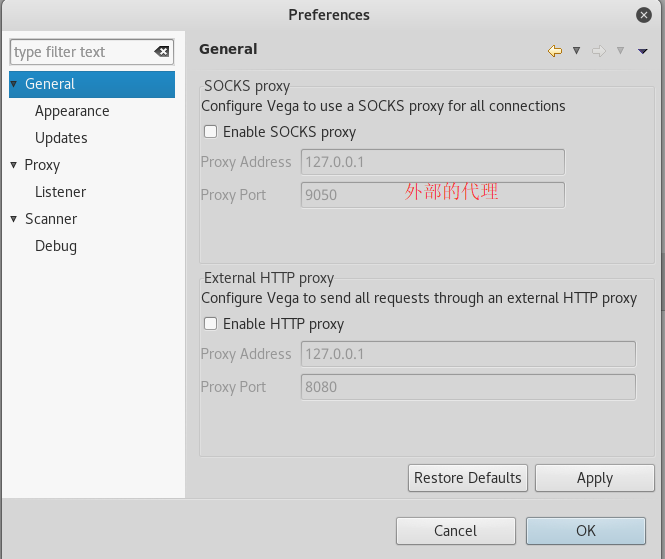 Preferences
type filter text
General
Appearance
Updates
Proxy
Listener
Scanner
Debug
General
SOCKS proxy
Configure Vega to use a SOCKS proxy for all connections
Enable SOCKS proxy
Proxy Address 127.0.0.1
Proxy Port 9050 外部的代理
External HTTP proxy
Configure Vega to send all requests through an external HTTP proxy
Enable HTTP proxy
Proxy Address 127.0.0.1
Proxy Port 8080
Restore Defaults Apply
Cancel OK